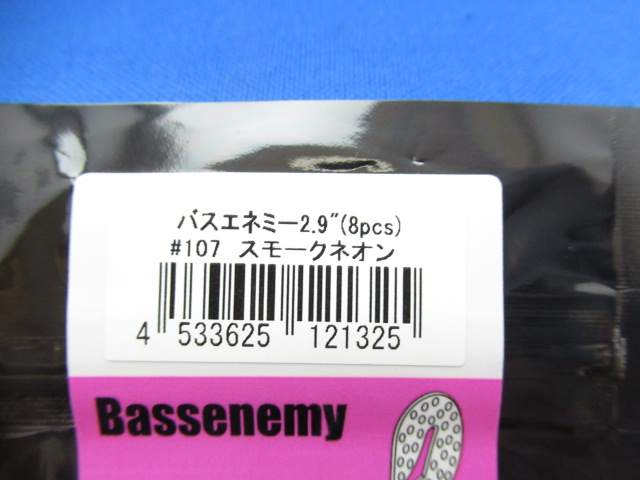 バスエネミー2.9"(8pcs)
#107 スモークネオン
4 533625 121325
Bassenemy